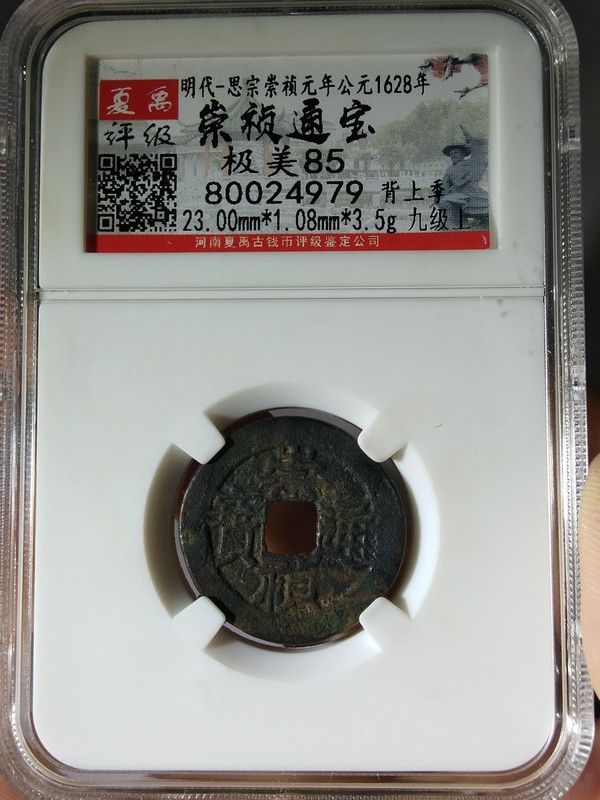 夏禹
评级
明代-思宗崇祯元年公元1628年
崇祯通宝
极美85
80024979 背上季
23.00mm*1.08mm*3.5g 九级上
河南夏禹古钱币评级鉴定公司
崇
寶 通
禎